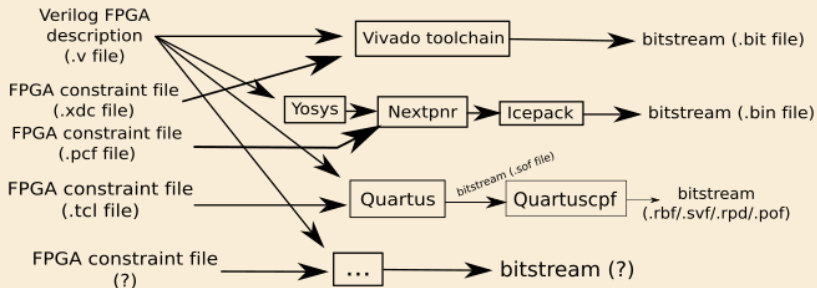 Verilog FPGA
description
(.v file)
Vivado toolchain
bitstream (.bit file)
FPGA constraint file
(.xdc file)
Yosys
Nextpnr
Icepack
bitstream (.bin file)
FPGA constraint file
(.pcf file)
FPGA constraint file
(.tcl file)
Quartus
bitstream (.sof file)
Quartuscpf
bitstream
(.rbf/.svf/.rpd/.pof)
FPGA constraint file
(?)
...
bitstream (?)